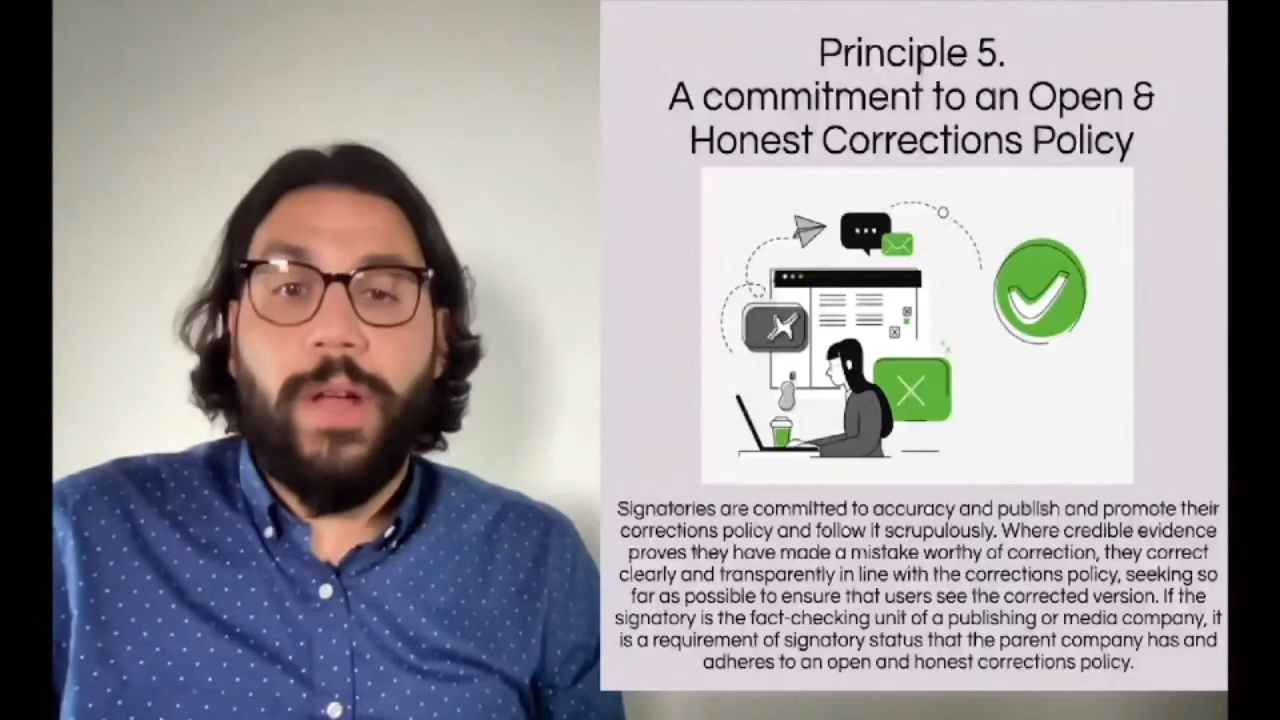 Principle 5.
A commitment to an Open &
Honest Corrections Policy
Signatories are committed to accuracy and publish and promote their
corrections policy and follow it scrupulously. Where credible evidence
proves they have made a mistake worthy of correction, they correct
clearly and transparently in line with the corrections policy, seeking so
far as possible to ensure that users see the corrected version. If the
signatory is the fact-checking unit of a publishing or media company, it
is a requirement of signatory status that the parent company has and
adheres to an open and honest corrections policy.